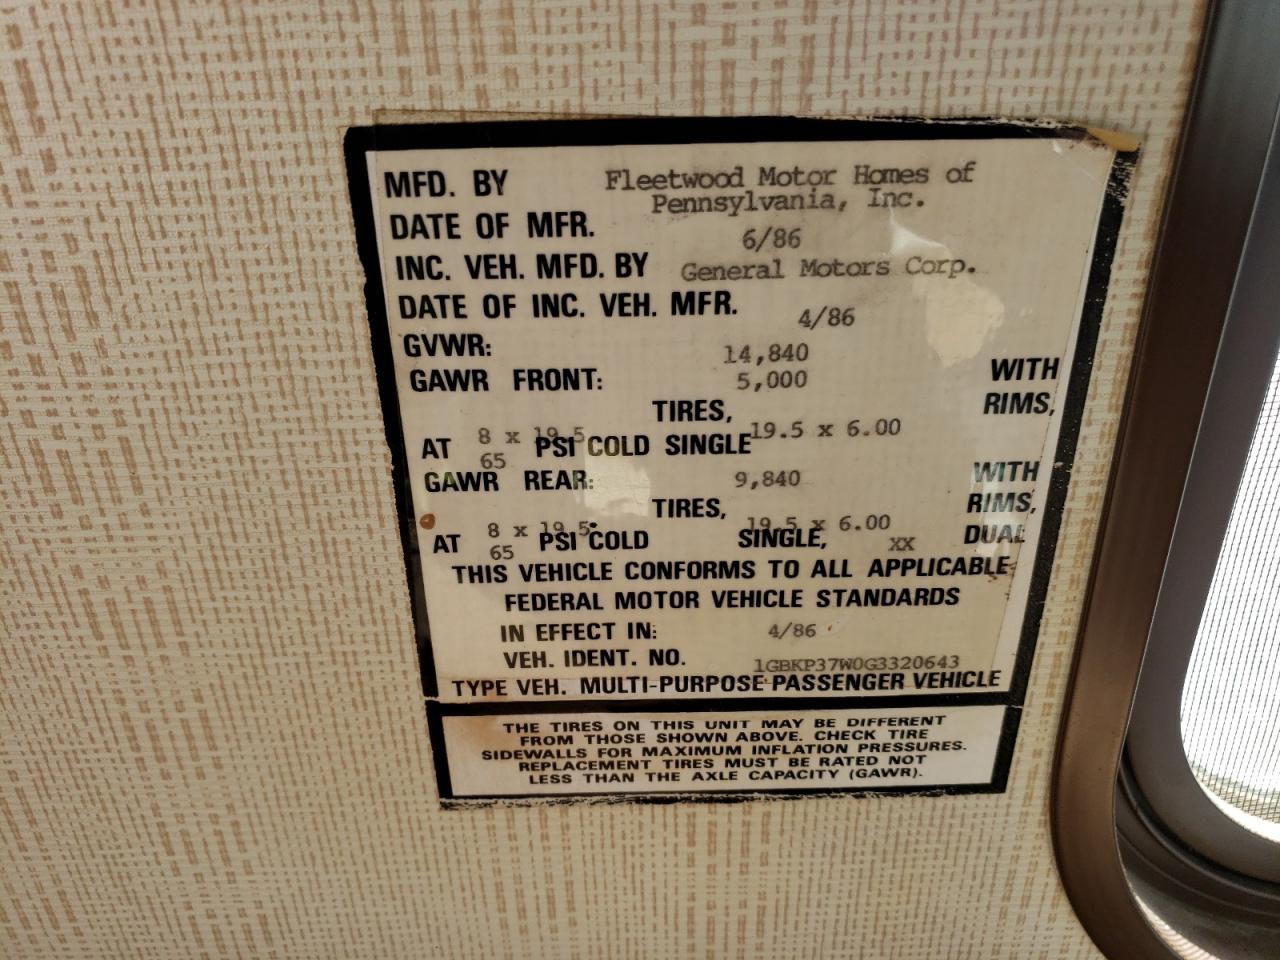 MFD. BY Fleetwood Motor Homes of
Pennsylvania, Inc.
DATE OF MFR. 6/86
INC. VEH. MFD. BY General Motors Corp.
DATE OF INC. VEH. MFR. 4/86
GVWR: 14,840
GAWR FRONT: 5,000 WITH
TIRES, RIMS,
8 x 19.5 19.5 x 6.00
AT 65 PSI COLD SINGLE
GAWR REAR: 9,840 WITH
TIRES, RIMS,
8 x 19.5 19.5 x 6.00
AT 65 PSI COLD SINGLE, XX DUAL
THIS VEHICLE CONFORMS TO ALL APPLICABLE
FEDERAL MOTOR VEHICLE STANDARDS
IN EFFECT IN: 4/86
VEH. IDENT. NO. 1GBKP37W0G3320643
TYPE VEH. MULTI-PURPOSE PASSENGER VEHICLE
THE TIRES ON THIS UNIT MAY BE DIFFERENT
FROM THOSE SHOWN ABOVE. CHECK TIRE
SIDEWALLS FOR MAXIMUM INFLATION PRESSURES.
REPLACEMENT TIRES MUST BE RATED NOT
LESS THAN THE AXLE CAPACITY (GAWR).